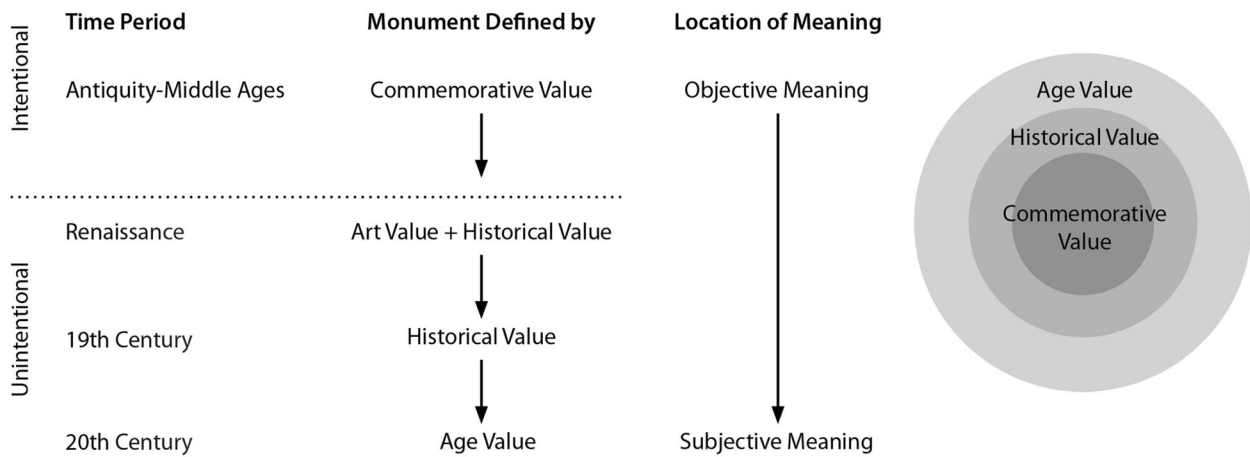 Intentional
Time Period Monument Defined by Location of Meaning
Antiquity-Middle Ages Commemorative Value Objective Meaning
Unintentional
Renaissance Art Value + Historical Value
19th Century Historical Value
20th Century Age Value Subjective Meaning
Age Value
Historical Value
Commemorative
Value